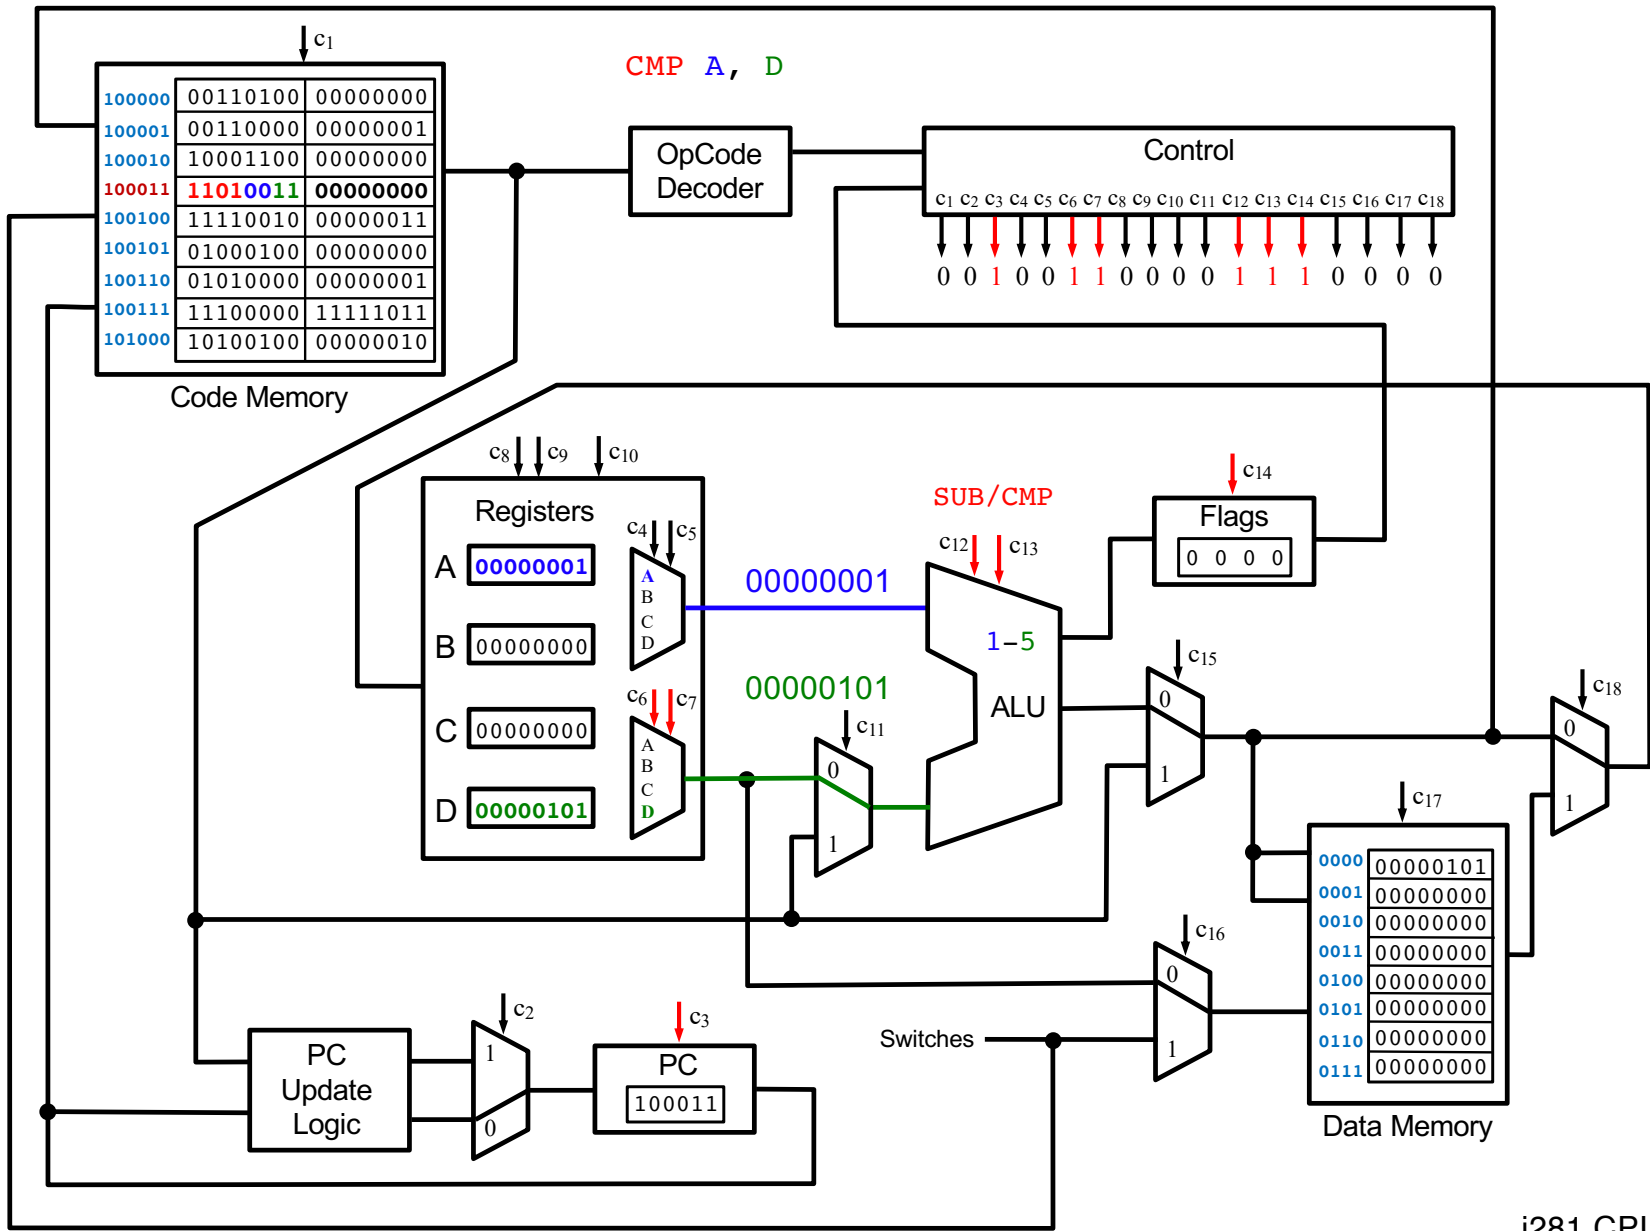 c1
CMP A, D
100000 00110100 00000000
100001 00110000 00000001
100010 10001100 00000000
100011 11010011 00000000
100100 11110010 00000011
100101 01000100 00000000
100110 01010000 00000001
100111 11100000 11111011
101000 10100100 00000010
Code Memory
OpCode
Decoder
Control
c1 c2 c3 c4 c5 c6 c7 c8 c9 c10 c11 c12 c13 c14 c15 c16 c17 c18
0 0 1 0 0 1 1 0 0 0 0 1 1 1 0 0 0 0
c8 c9 c10
Registers
A 00000001
B 00000000
C 00000000
D 00000101
c4 c5
A
B
C
D
c6 c7
A
B
C
D
00000001
00000101
c11
0
1
SUB/CMP
c12 c13
1-5
ALU
c14
Flags
0 0 0 0
c15
0
1
c18
0
1
c17
0000 00000101
0001 00000000
0010 00000000
0011 00000000
0100 00000000
0101 00000000
0110 00000000
0111 00000000
Data Memory
c16
0
1
Switches
PC
Update
Logic
c2
1
0
c3
PC
100011